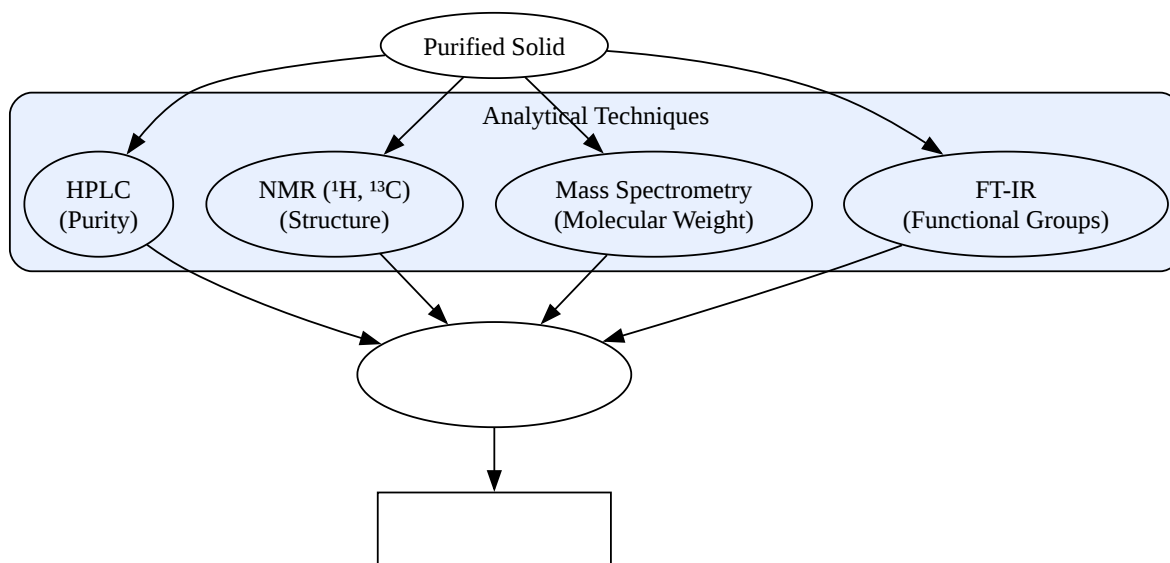 Purified Solid
Analytical Techniques
HPLC
(Purity)
NMR (¹H, ¹³C)
(Structure)
Mass Spectrometry
(Molecular Weight)
FT-IR
(Functional Groups)